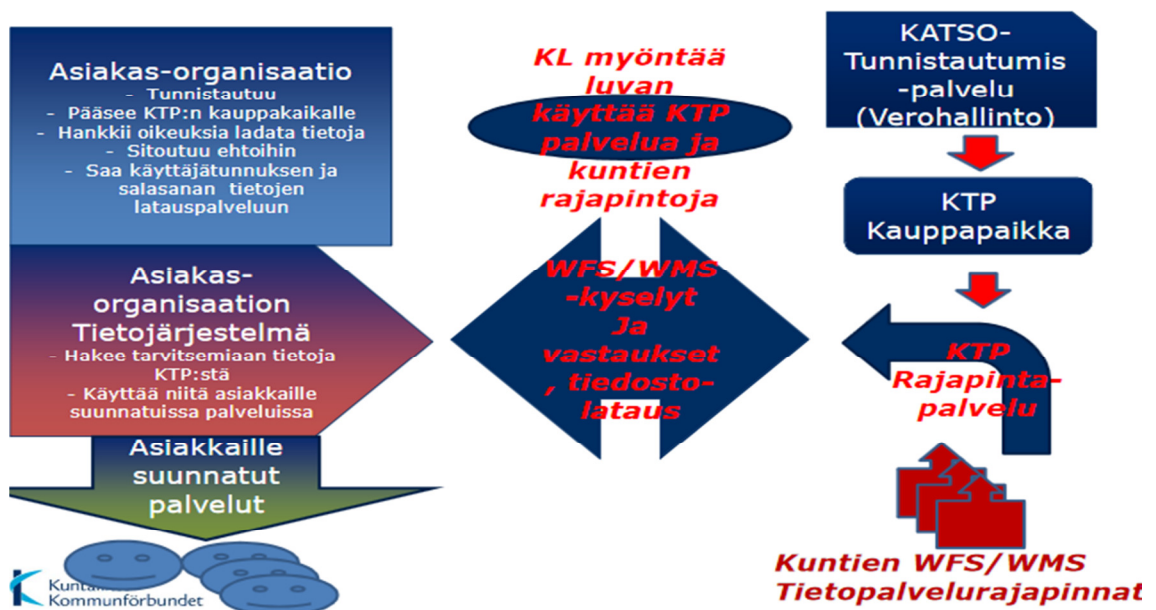 Asiakas-organisaatio
- Tunnistautuu
- Pääsee KTP:n kauppakaikalle
- Hankkii oikeuksia ladata tietoja
- Sitoutuu ehtoihin
- Saa käyttäjätunnuksen ja
salasanan tietojen
latauspalveluun
Asiakas-
organisaation
Tietojärjestelmä
- Hakee tarvitsemiaan tietoja
KTP:stä
- Käyttää niitä asiakkaille
suunnatuissa palveluissa
Asiakkaille
suunnatut
palvelut
Kommunförbundet
KL myöntää
luvan
käyttää KTP
palvelua ja
kuntien
rajapintoja
WFS/WMS
-kyselyt
Ja
vastaukset
, tiedosto-
lataus
KATSO-
Tunnistautumis
-palvelu
(Verohallinto)
KTP
Kauppapaikka
KTP
Rajapinta-
palvelu
Kuntien WFS/WMS
Tietopalvelurajapinnat